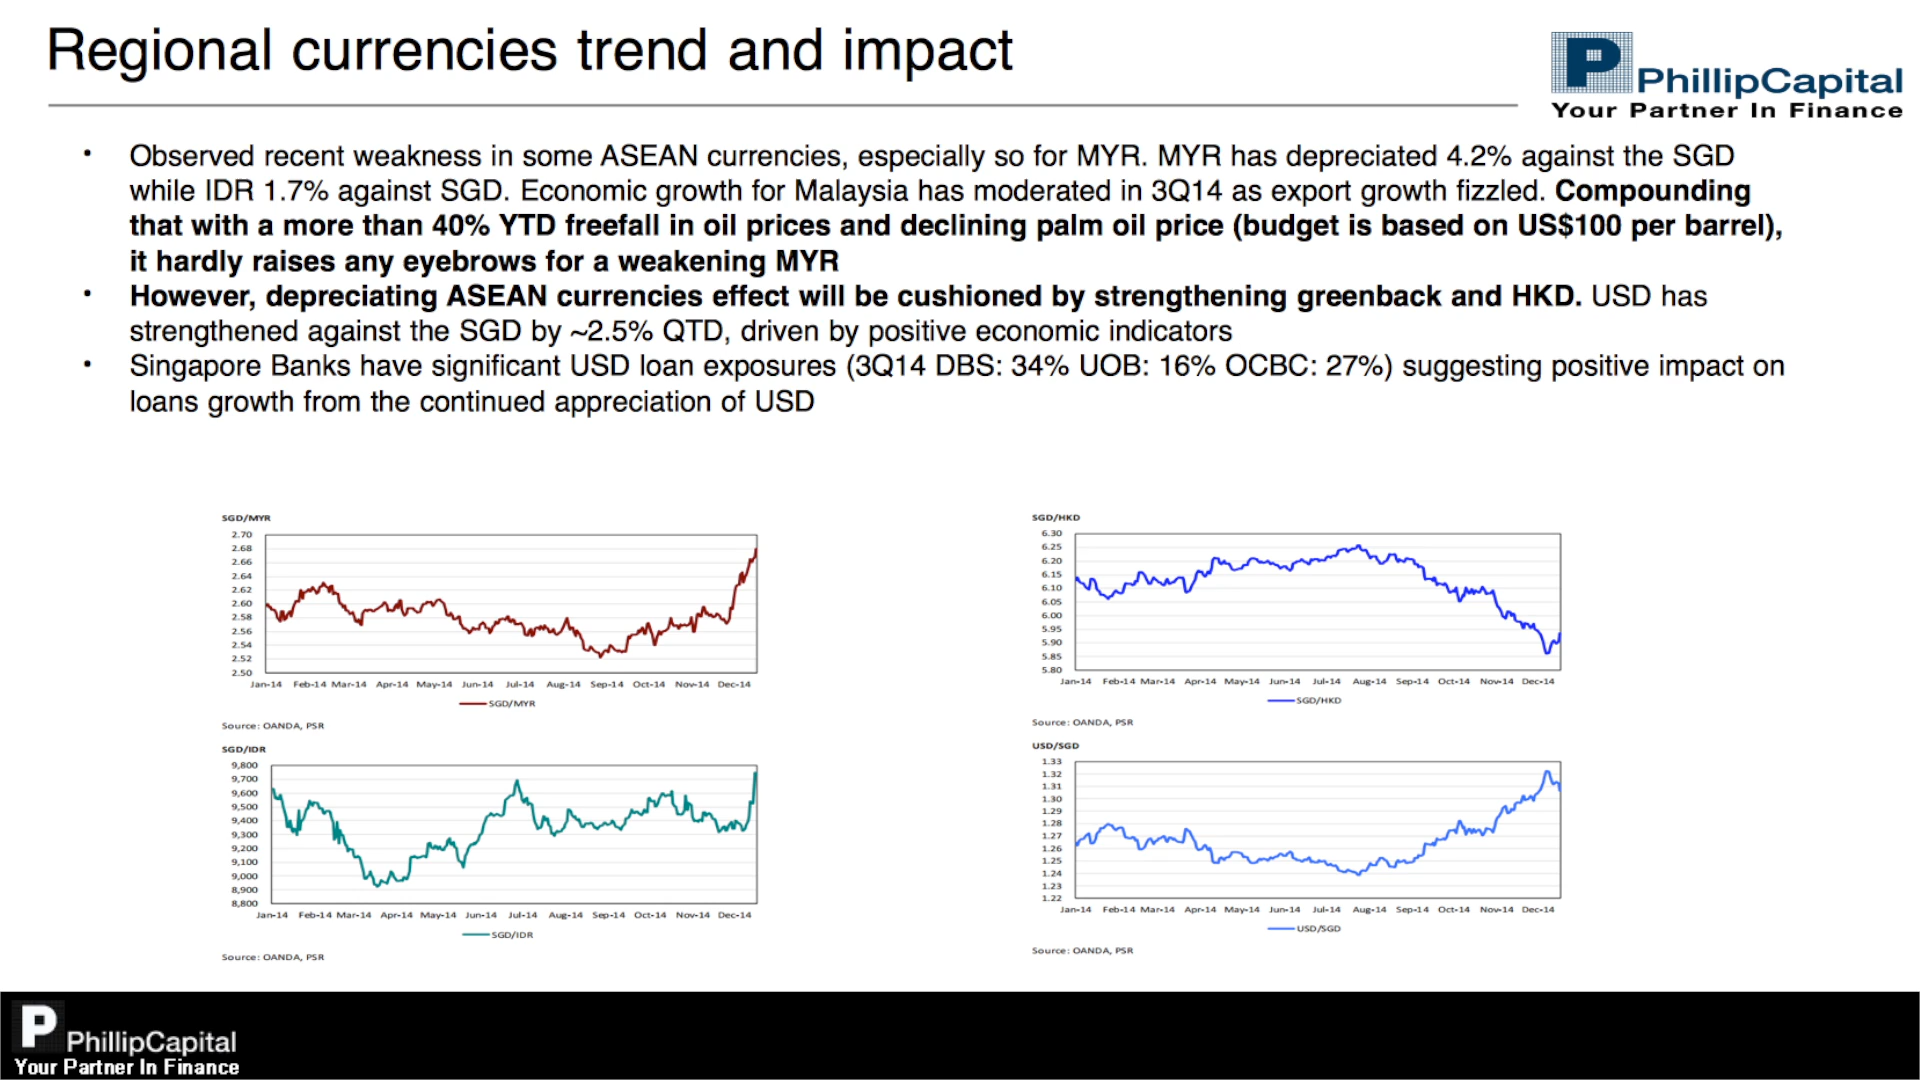 Regional currencies trend and impact
PhillipCapital
Your Partner In Finance
• Observed recent weakness in some ASEAN currencies, especially so for MYR. MYR has depreciated 4.2% against the SGD
while IDR 1.7% against SGD. Economic growth for Malaysia has moderated in 3Q14 as export growth fizzled. Compounding
that with a more than 40% YTD freefall in oil prices and declining palm oil price (budget is based on US$100 per barrel),
it hardly raises any eyebrows for a weakening MYR
• However, depreciating ASEAN currencies effect will be cushioned by strengthening greenback and HKD. USD has
strengthened against the SGD by ~2.5% QTD, driven by positive economic indicators
• Singapore Banks have significant USD loan exposures (3Q14 DBS: 34% UOB: 16% OCBC: 27%) suggesting positive impact on
loans growth from the continued appreciation of USD
SGD/MYR
2.70
2.68
2.66
2.64
2.62
2.60
2.58
2.56
2.54
2.52
2.50
Jan-14 Feb-14 Mar-14 Apr-14 May-14 Jun-14 Jul-14 Aug-14 Sep-14 Oct-14 Nov-14 Dec-14
SGD/MYR
Source: OANDA, PSR
SGD/HKD
6.30
6.25
6.20
6.15
6.10
6.05
6.00
5.95
5.90
5.85
5.80
Jan-14 Feb-14 Mar-14 Apr-14 May-14 Jun-14 Jul-14 Aug-14 Sep-14 Oct-14 Nov-14 Dec-14
SGD/HKD
Source: OANDA, PSR
SGD/IDR
9,800
9,700
9,600
9,500
9,400
9,300
9,200
9,100
9,000
8,900
8,800
Jan-14 Feb-14 Mar-14 Apr-14 May-14 Jun-14 Jul-14 Aug-14 Sep-14 Oct-14 Nov-14 Dec-14
SGD/IDR
Source: OANDA, PSR
USD/SGD
1.33
1.32
1.31
1.30
1.29
1.28
1.27
1.26
1.25
1.24
1.23
1.22
Jan-14 Feb-14 Mar-14 Apr-14 May-14 Jun-14 Jul-14 Aug-14 Sep-14 Oct-14 Nov-14 Dec-14
USD/SGD
Source: OANDA, PSR
PhillipCapital
Your Partner In Finance